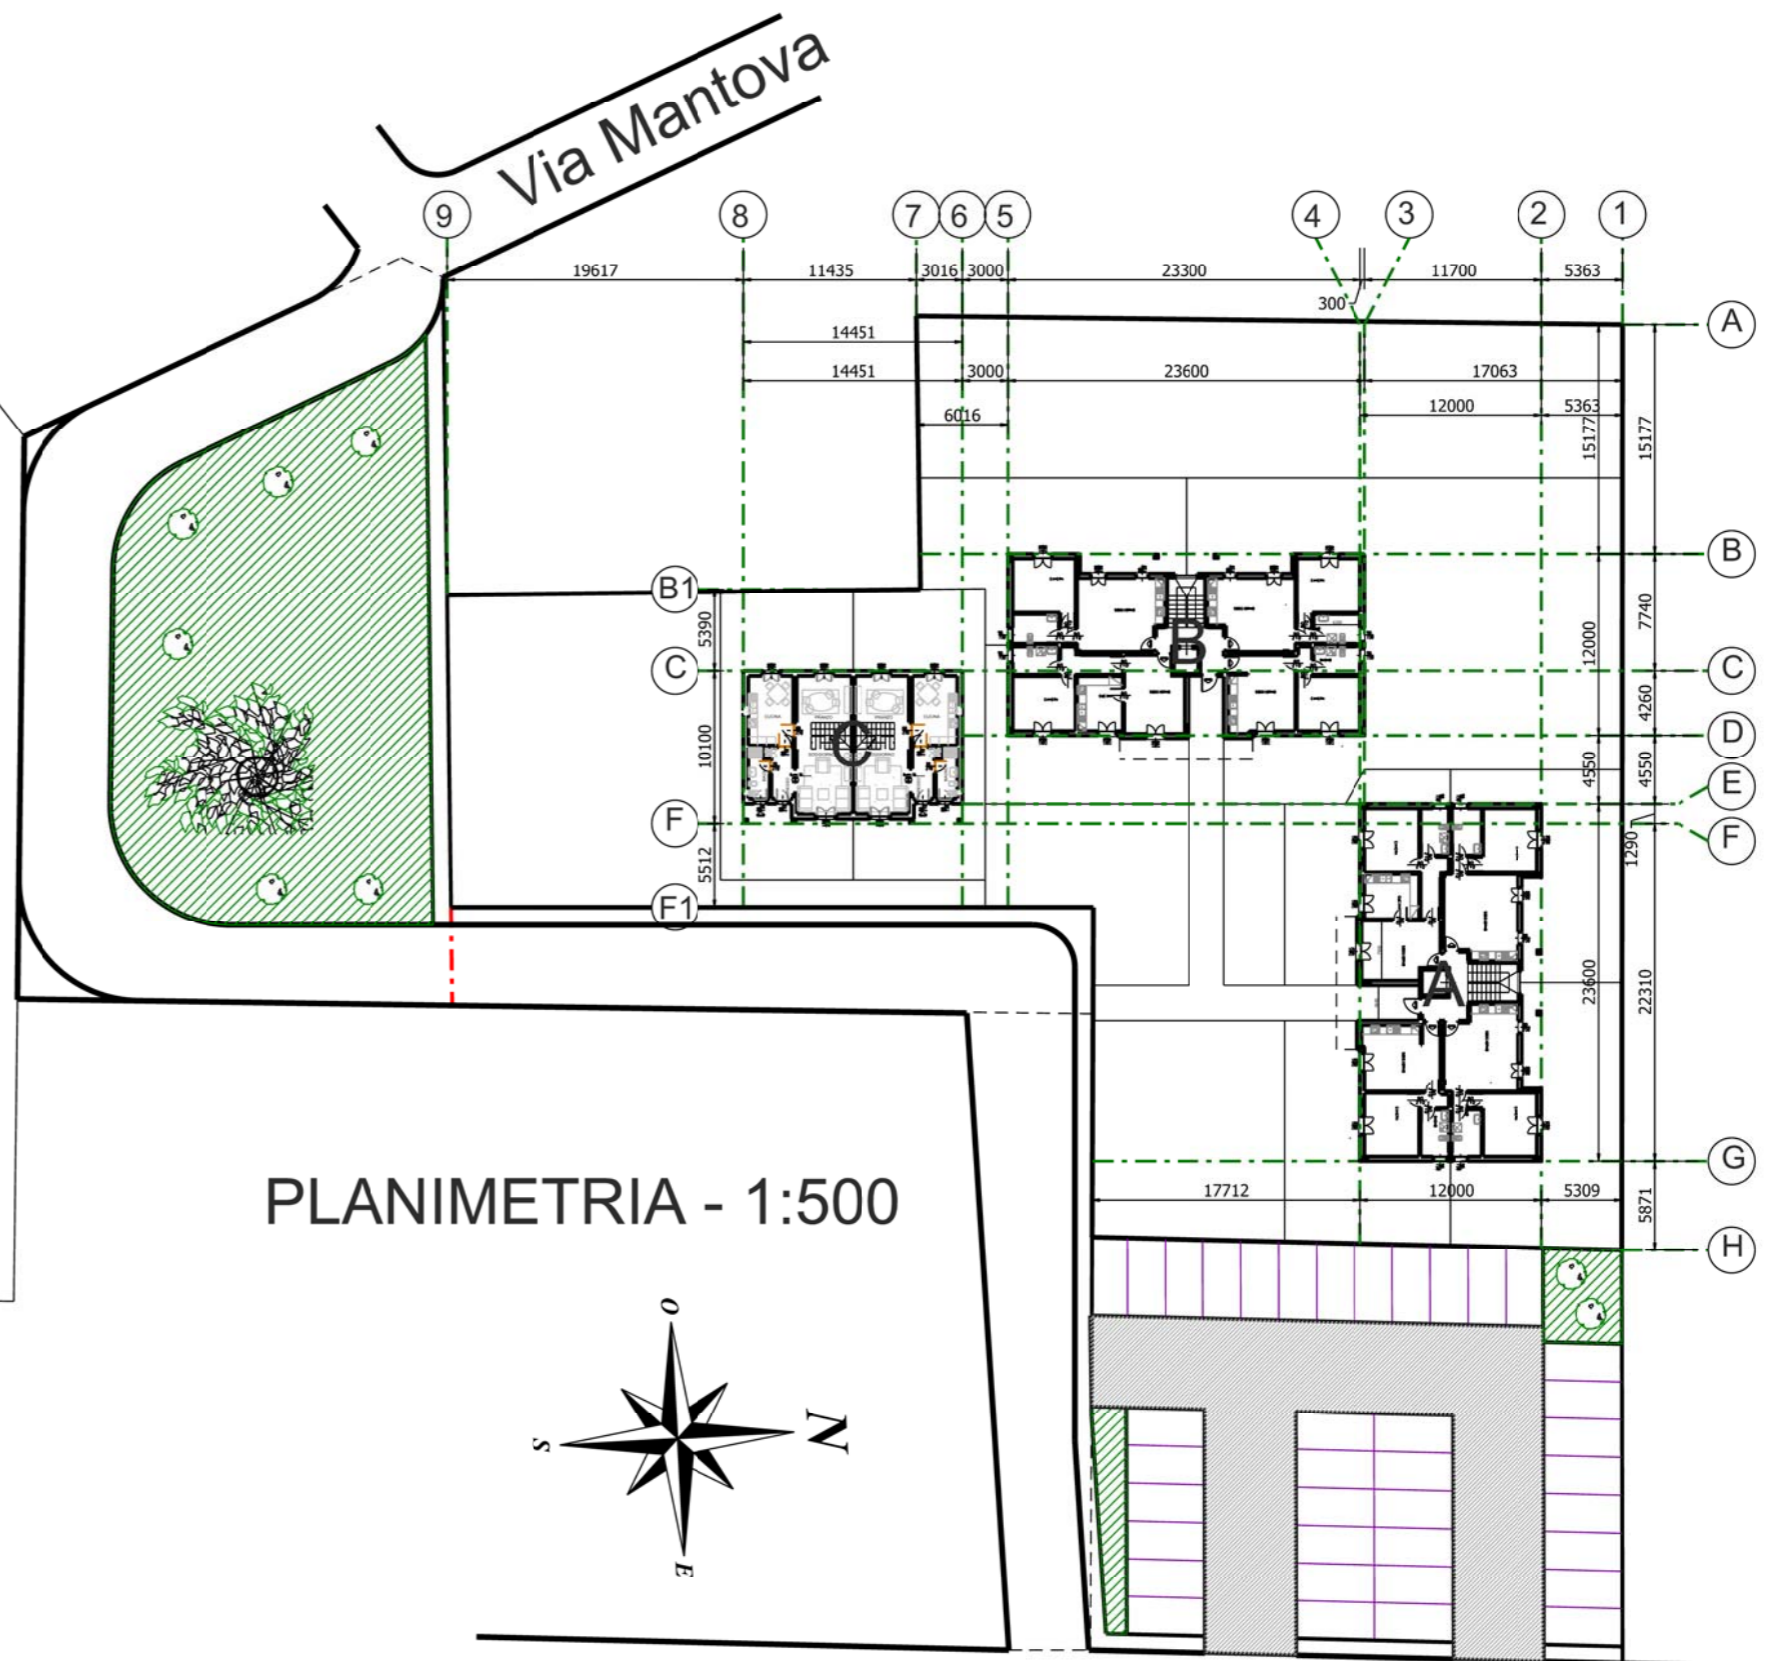 Via Mantova
9 8 7 6 5 4 3 2 1
19617 11435 3016 3000 23300 11700 5363
300
A
14451
14451 3000 23600 17063
12000 5363
6016
15177 15177
B
B1
5390
7740
12000
B
C
C
4260
C
10100
D
4550 4550
E
F
F
1290
5512
F1
A
23600 22310
G
PLANIMETRIA - 1:500
17712 12000 5309
5871
H
O
N
S
E